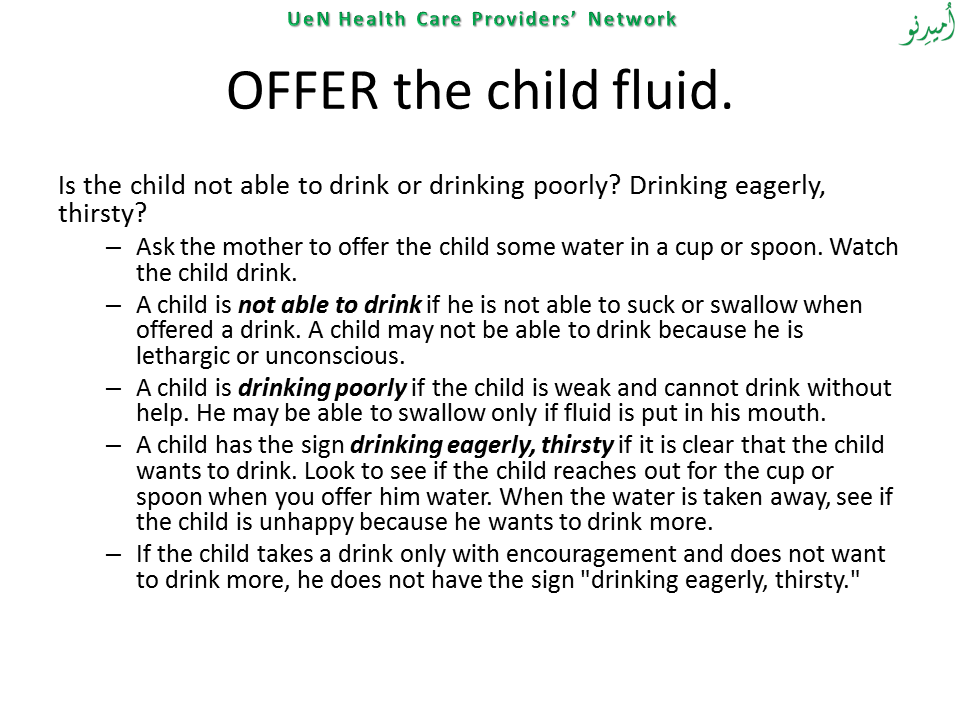 UeN Health Care Providers’ Network
اُمیدِنو
OFFER the child fluid.
Is the child not able to drink or drinking poorly? Drinking eagerly,
thirsty?
– Ask the mother to offer the child some water in a cup or spoon. Watch
the child drink.
– A child is not able to drink if he is not able to suck or swallow when
offered a drink. A child may not be able to drink because he is
lethargic or unconscious.
– A child is drinking poorly if the child is weak and cannot drink without
help. He may be able to swallow only if fluid is put in his mouth.
– A child has the sign drinking eagerly, thirsty if it is clear that the child
wants to drink. Look to see if the child reaches out for the cup or
spoon when you offer him water. When the water is taken away, see if
the child is unhappy because he wants to drink more.
– If the child takes a drink only with encouragement and does not want
to drink more, he does not have the sign "drinking eagerly, thirsty."